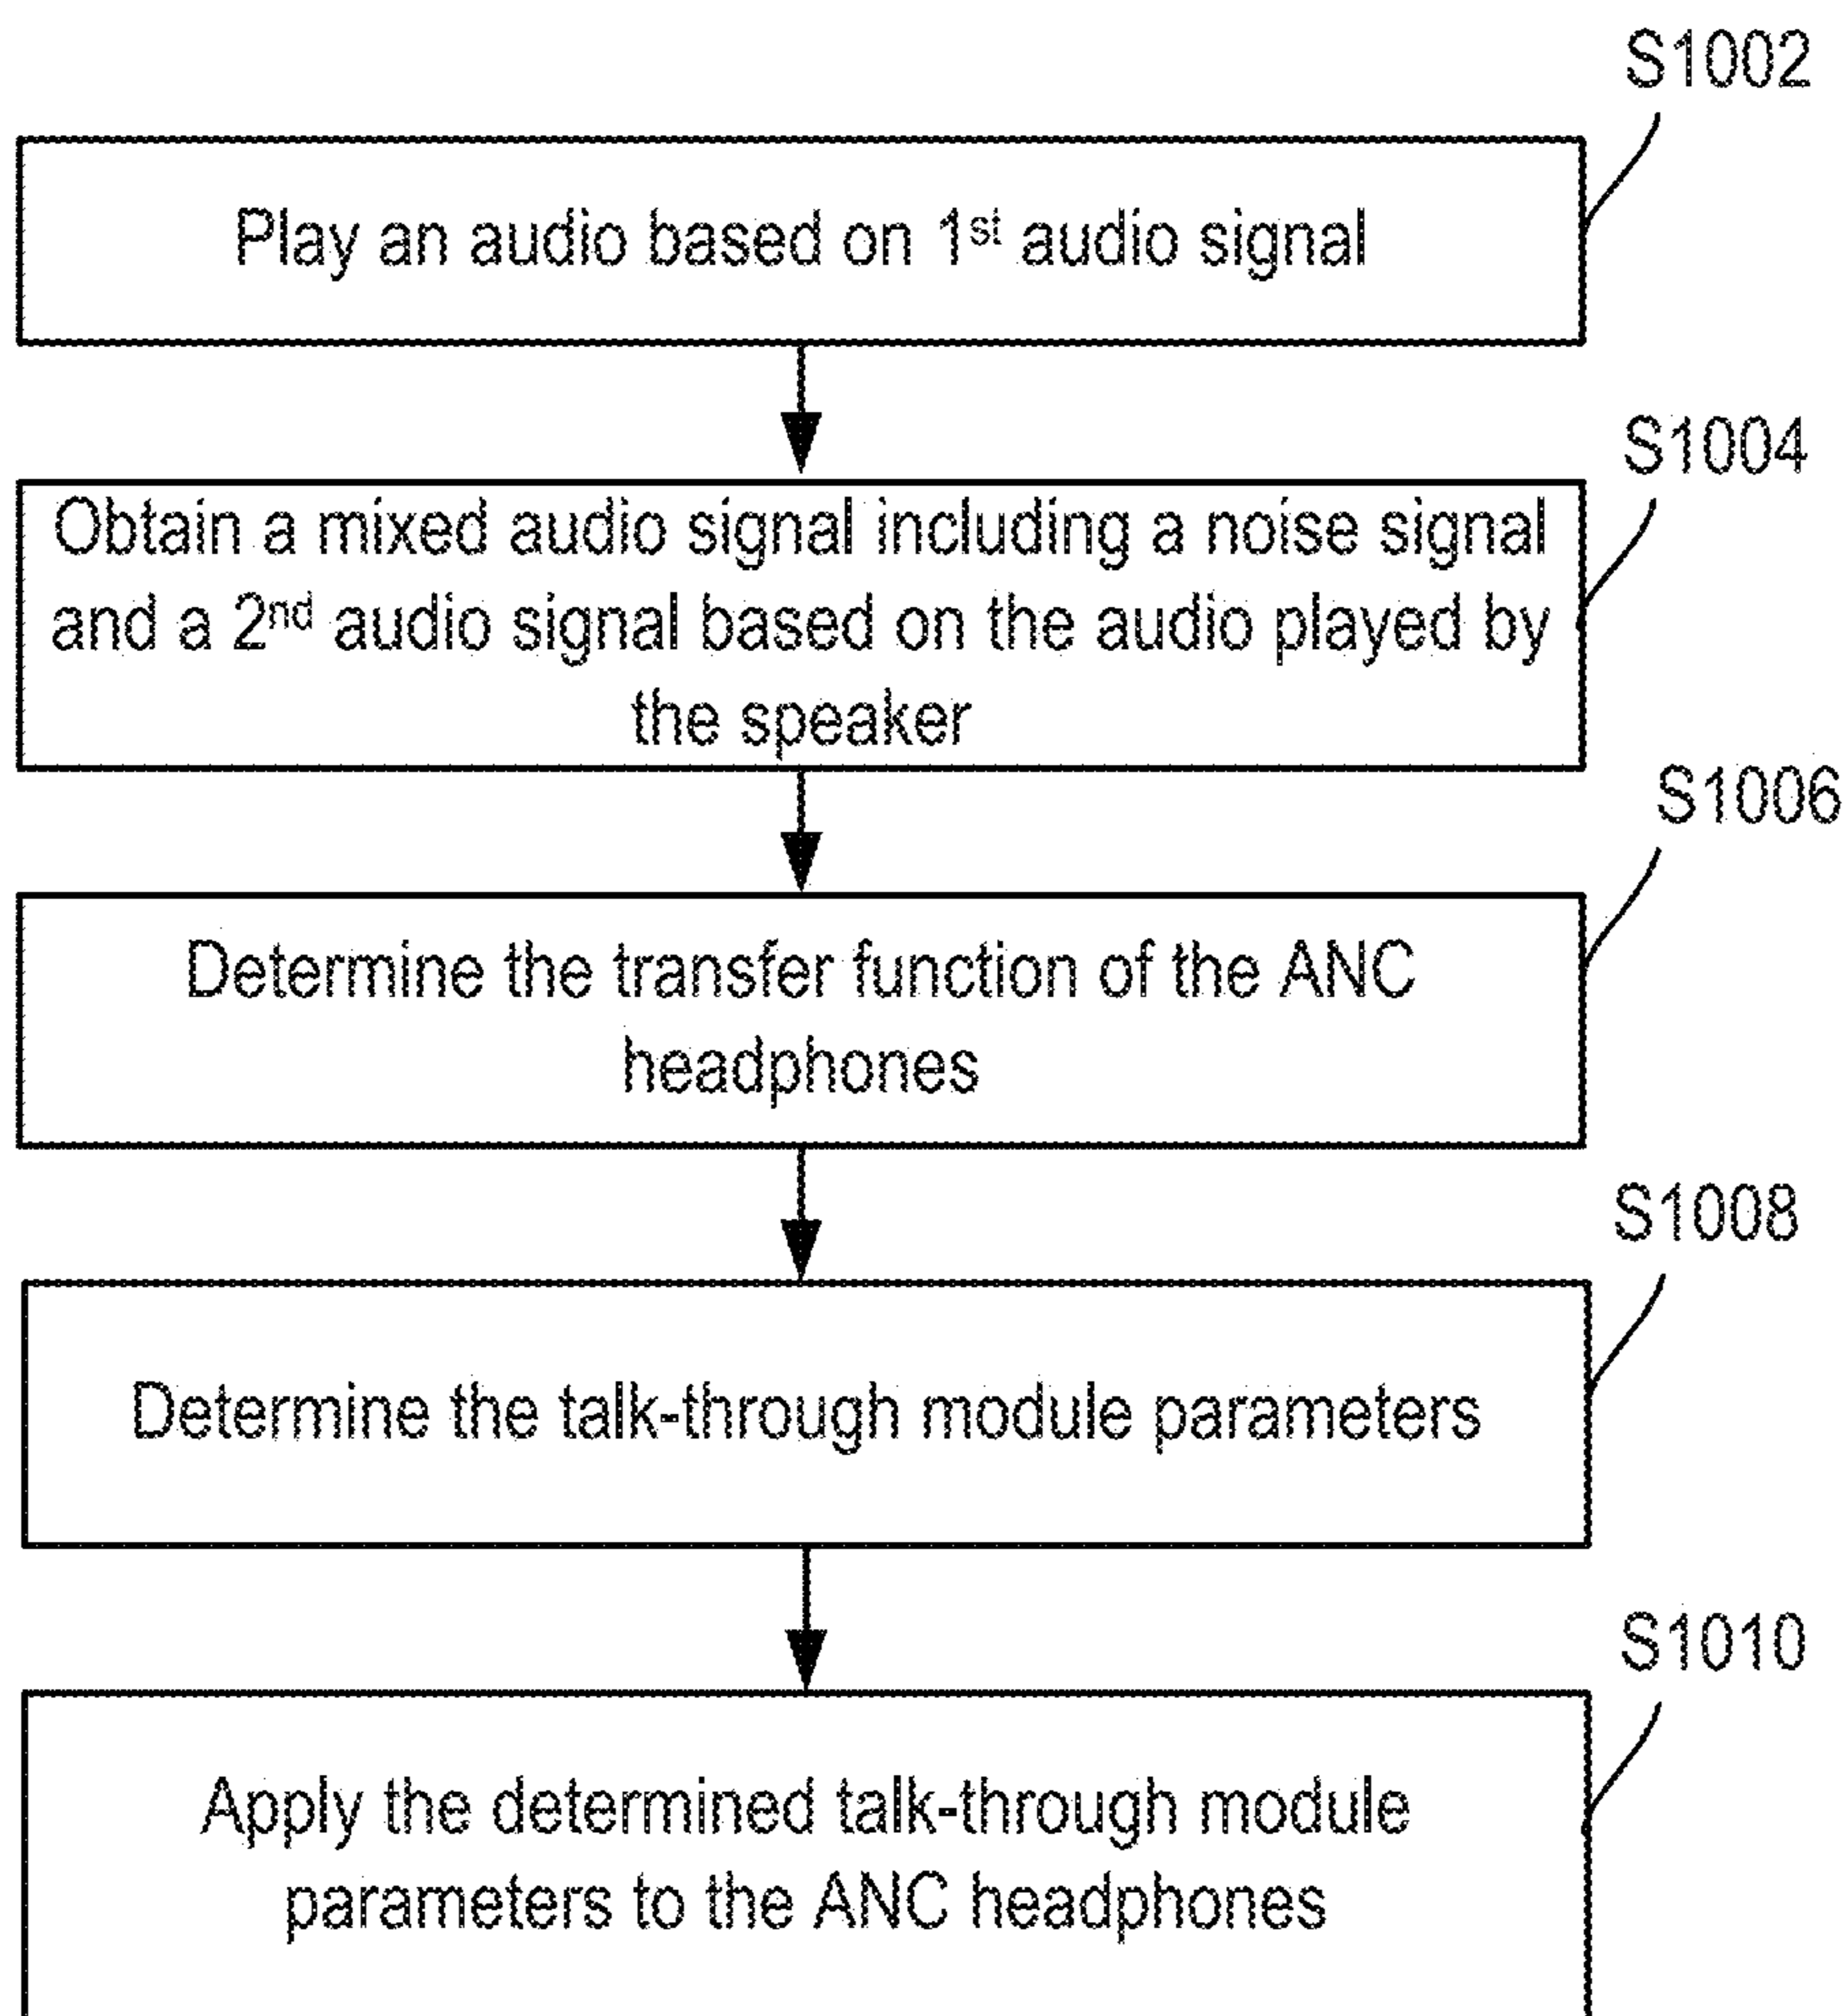 S1002
Play an audio based on 1st audio signal
S1004
Obtain a mixed audio signal including a noise signal
and a 2nd audio signal based on the audio played by
the speaker
S1006
Determine the transfer function of the ANC
headphones
S1008
Determine the talk-through module parameters
S1010
Apply the determined talk-through module
parameters to the ANC headphones